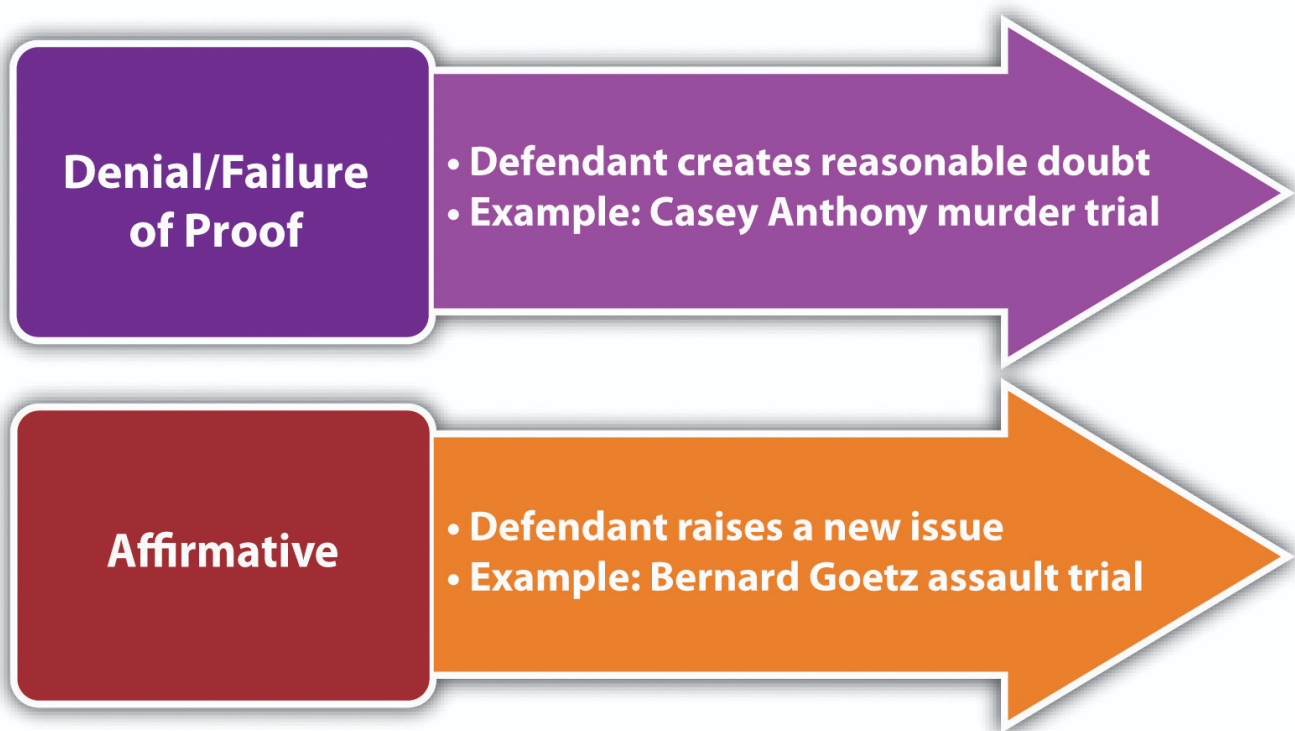 Denial/Failure
of Proof
• Defendant creates reasonable doubt
• Example: Casey Anthony murder trial
Affirmative
• Defendant raises a new issue
• Example: Bernard Goetz assault trial